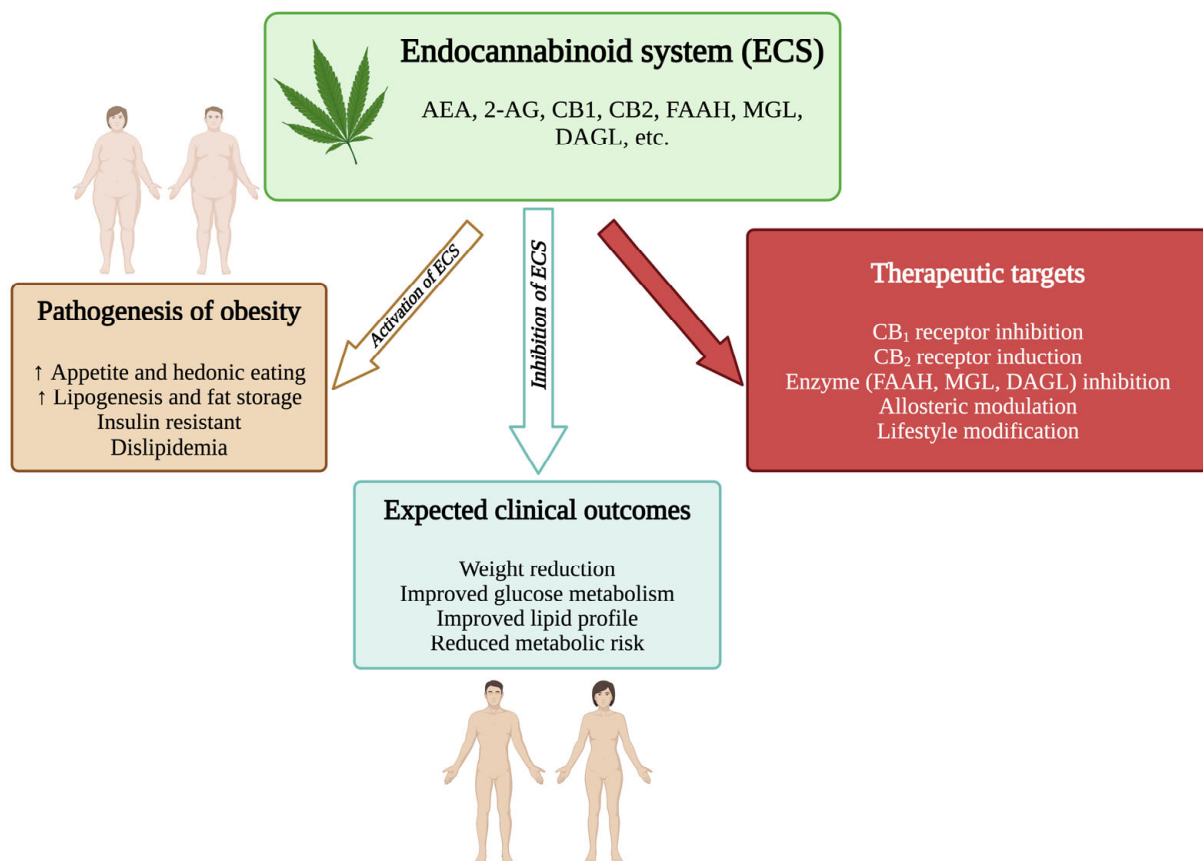 Endocannabinoid system (ECS)
AEA, 2-AG, CB1, CB2, FAAH, MGL,
DAGL, etc.
Activation of ECS
Inhibition of ECS
Pathogenesis of obesity
↑ Appetite and hedonic eating
↑ Lipogenesis and fat storage
Insulin resistant
Dislipidemia
Therapeutic targets
CB₁ receptor inhibition
CB₂ receptor induction
Enzyme (FAAH, MGL, DAGL) inhibition
Allosteric modulation
Lifestyle modification
Expected clinical outcomes
Weight reduction
Improved glucose metabolism
Improved lipid profile
Reduced metabolic risk